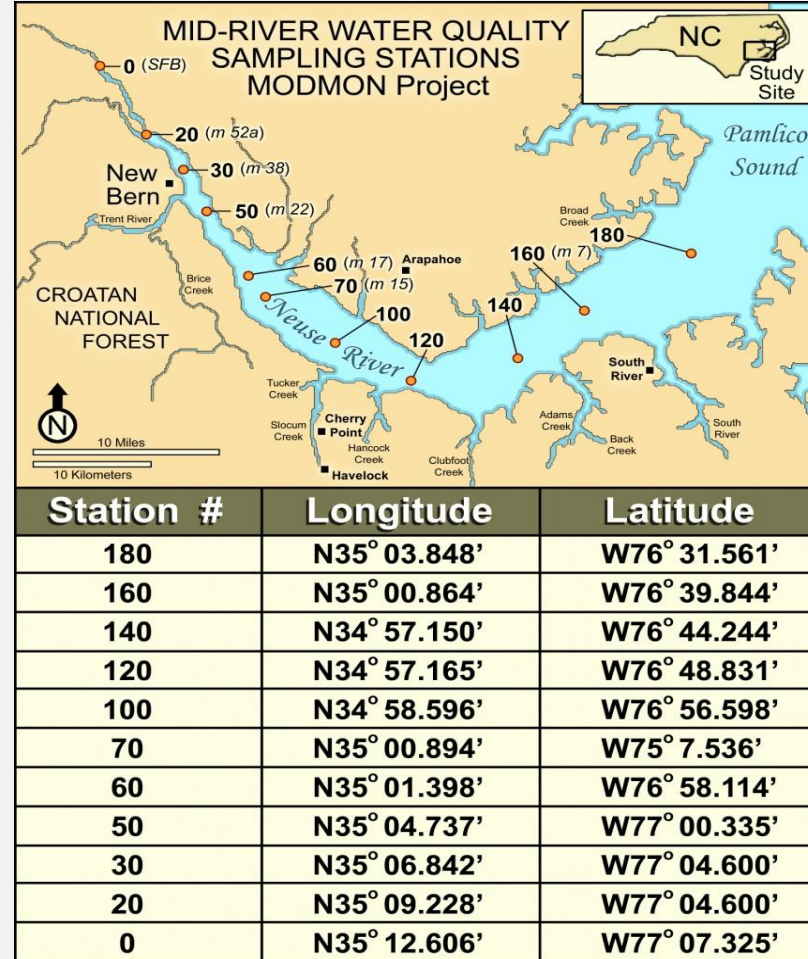 MID-RIVER WATER QUALITY
SAMPLING STATIONS
MODMON Project
NC
Study
Site
0 (SFB)
20 (m 52a)
30 (m 38)
New
Bern
Trent River
50 (m 22)
Pamlico
Sound
Broad
Creek
180
160 (m 7)
60 (m 17)
Arapahoe
70 (m 15)
Brice
Creek
CROATAN
NATIONAL
FOREST
Neuse River
100
140
120
N
Tucker
Creek
Slocum
Creek
Cherry
Point
Hancock
Creek
Havelock
Clubfoot
Creek
Adams
Creek
Back
Creek
South
River
South
River
10 Miles
10 Kilometers
Station # Longitude Latitude
180 N35° 03.848’ W76° 31.561’
160 N35° 00.864’ W76° 39.844’
140 N34° 57.150’ W76° 44.244’
120 N34° 57.165’ W76° 48.831’
100 N34° 58.596’ W76° 56.598’
70 N35° 00.894’ W75° 7.536’
60 N35° 01.398’ W76° 58.114’
50 N35° 04.737’ W77° 00.335’
30 N35° 06.842’ W77° 04.600’
20 N35° 09.228’ W77° 04.600’
0 N35° 12.606’ W77° 07.325’